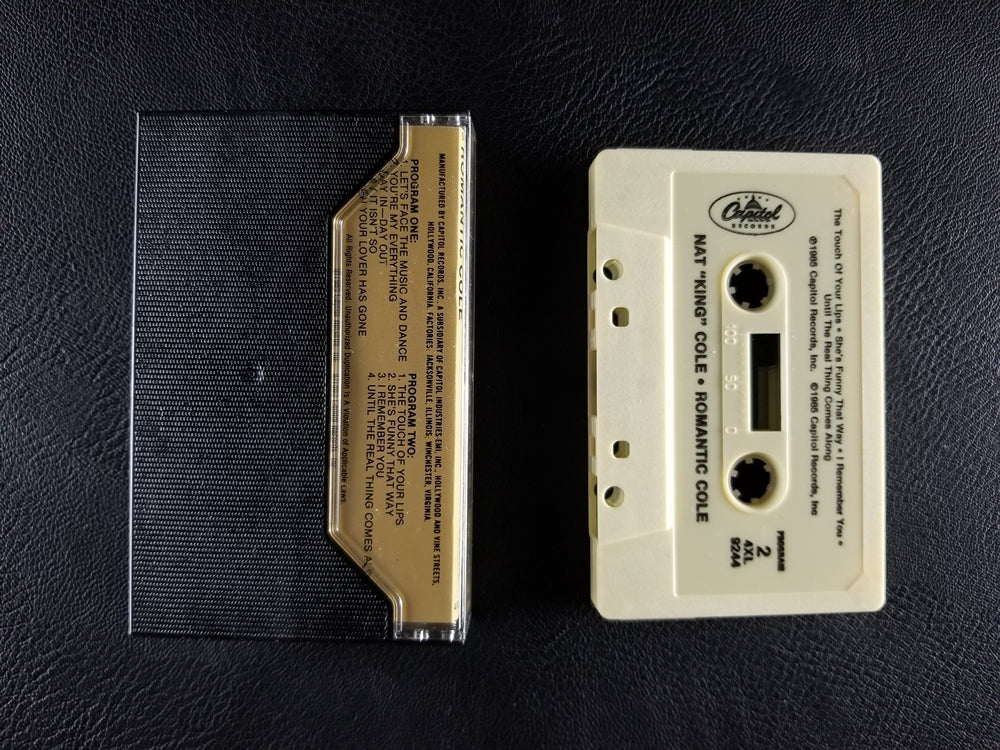 ROMANTIC COLE
MANUFACTURED BY CAPITOL RECORDS, INC., A SUBSIDIARY OF CAPITOL INDUSTRIES-EMI, INC., HOLLYWOOD AND VINE STREETS,
HOLLYWOOD, CALIFORNIA. FACTORIES: JACKSONVILLE, ILLINOIS; WINCHESTER, VIRGINIA.
PROGRAM ONE:
1. LET'S FACE THE MUSIC AND DANCE
YOU'RE MY EVERYTHING
DAY IN—DAY OUT
IT ISN'T SO
YOUR LOVER HAS GONE
PROGRAM TWO:
1. THE TOUCH OF YOUR LIPS
2. SHE'S FUNNY THAT WAY
3. I REMEMBER YOU
4. UNTIL THE REAL THING COMES
All Rights Reserved. Unauthorized Duplication Is A Violation of Applicable Laws.
The Touch Of Your Lips • She's Funny That Way • I Remember You •
Until The Real Thing Comes Along
℗1985 Capitol Records, Inc. ©1985 Capitol Records, Inc
Capitol
RECORDS
100 50 0
NAT "KING" COLE • ROMANTIC COLE
PROGRAM
2
4XL
9244